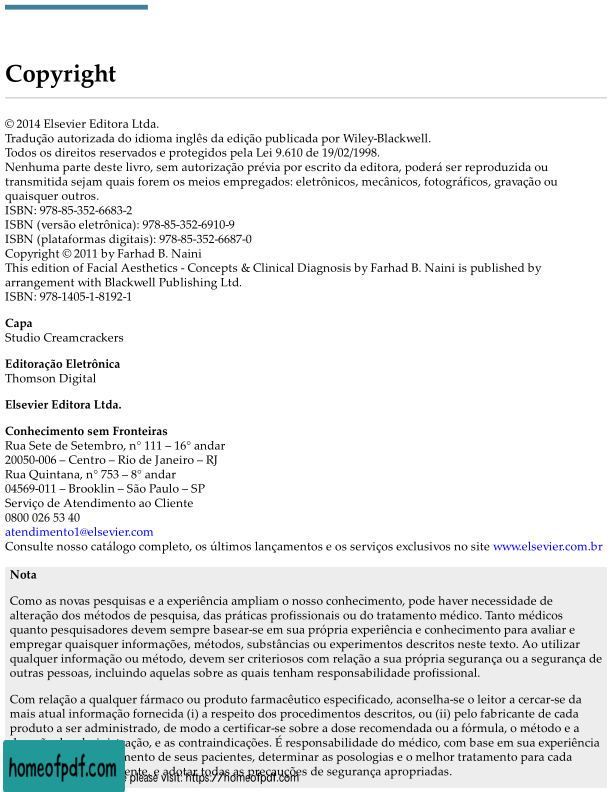 Copyright
© 2014 Elsevier Editora Ltda.
Tradução autorizada do idioma inglês da edição publicada por Wiley-Blackwell.
Todos os direitos reservados e protegidos pela Lei 9.610 de 19/02/1998.
Nenhuma parte deste livro, sem autorização prévia por escrito da editora, poderá ser reproduzida ou
transmitida sejam quais forem os meios empregados: eletrônicos, mecânicos, fotográficos, gravação ou
quaisquer outros.
ISBN: 978-85-352-6683-2
ISBN (versão eletrônica): 978-85-352-6910-9
ISBN (plataformas digitais): 978-85-352-6687-0
Copyright © 2011 by Farhad B. Naini
This edition of Facial Aesthetics - Concepts & Clinical Diagnosis by Farhad B. Naini is published by
arrangement with Blackwell Publishing Ltd.
ISBN: 978-1405-1-8192-1
Capa
Studio Creamcrackers
Editoração Eletrônica
Thomson Digital
Elsevier Editora Ltda.
Conhecimento sem Fronteiras
Rua Sete de Setembro, n° 111 – 16° andar
20050-006 – Centro – Rio de Janeiro – RJ
Rua Quintana, n° 753 – 8° andar
04569-011 – Brooklin – São Paulo – SP
Serviço de Atendimento ao Cliente
0800 026 53 40
atendimento1@elsevier.com
Consulte nosso catálogo completo, os últimos lançamentos e os serviços exclusivos no site www.elsevier.com.br
Nota
Como as novas pesquisas e a experiência ampliam o nosso conhecimento, pode haver necessidade de
alteração dos métodos de pesquisa, das práticas profissionais ou do tratamento médico. Tanto médicos
quanto pesquisadores devem sempre basear-se em sua própria experiência e conhecimento para avaliar e
empregar quaisquer informações, métodos, substâncias ou experimentos descritos neste texto. Ao utilizar
qualquer informação ou método, devem ser criteriosos com relação a sua própria segurança ou a segurança de
outras pessoas, incluindo aquelas sobre as quais tenham responsabilidade profissional.
Com relação a qualquer fármaco ou produto farmacêutico especificado, aconselha-se o leitor a cercar-se da
mais atual informação fornecida (i) a respeito dos procedimentos descritos, ou (ii) pelo fabricante de cada
produto a ser administrado, de modo a certificar-se sobre a dose recomendada ou a fórmula, o método e a
e as contraindicações. É responsabilidade do médico, com base em sua experiência
de seus pacientes, determinar as posologias e o melhor tratamento para cada
e adotar todas as precauções de segurança apropriadas.
homeofpdf.com
please visit: https://homeofpdf.com